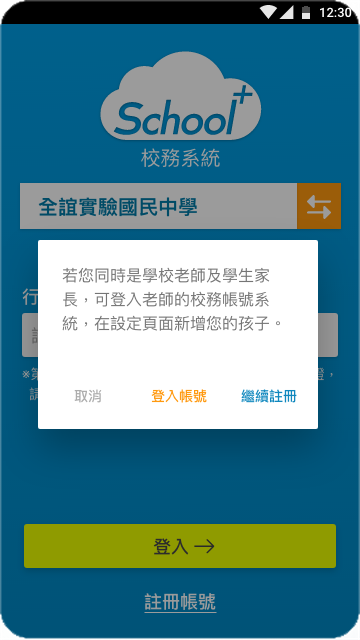 12:30
School+
校務系統
全誼實驗國民中學
若您同時是學校老師及學生家
長，可登入老師的校務帳號系
統，在設定頁面新增您的孩子。
行
取消
登入帳號
繼續註冊
登入
註冊帳號